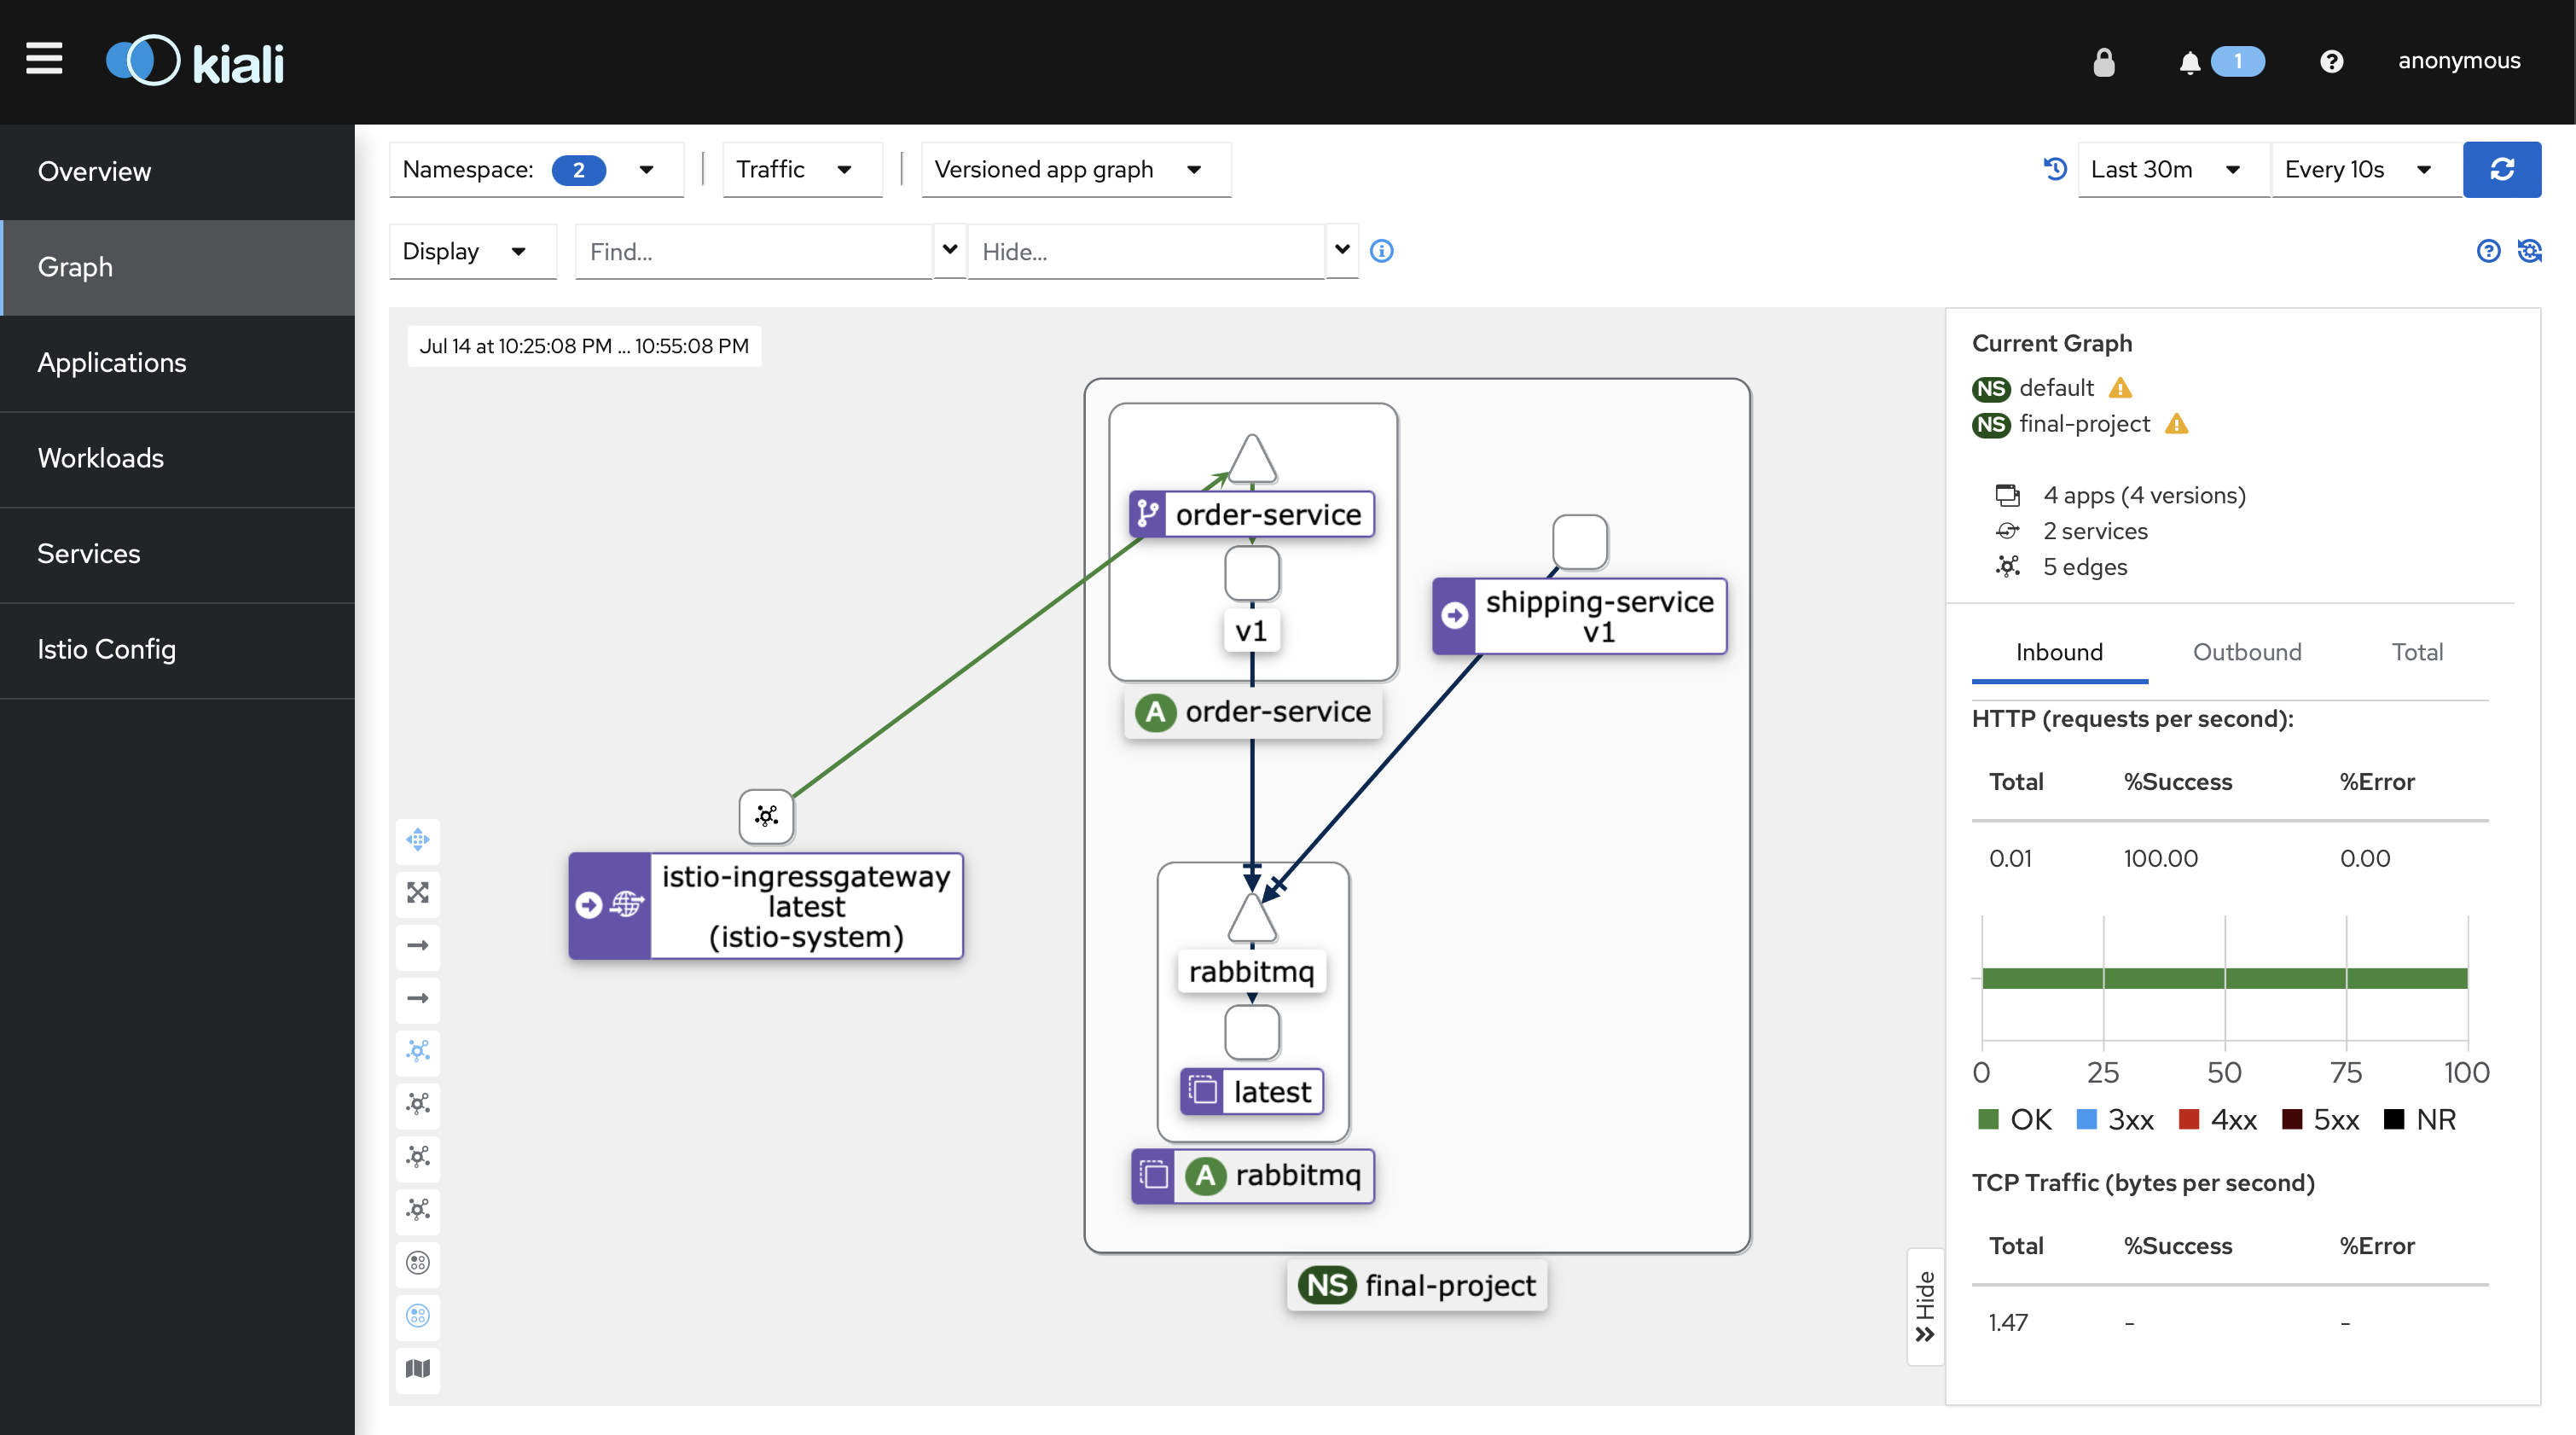 kiali
1
anonymous
Overview
Graph
Applications
Workloads
Services
Istio Config
Namespace: 2
Traffic
Versioned app graph
Last 30m
Every 10s
Display
Find...
Hide...
Jul 14 at 10:25:08 PM ... 10:55:08 PM
order-service
v1
A order-service
shipping-service
v1
istio-ingressgateway
latest
(istio-system)
rabbitmq
latest
A rabbitmq
NS final-project
Hide
Current Graph
NS default
NS final-project
4 apps (4 versions)
2 services
5 edges
Inbound Outbound Total
HTTP (requests per second):
Total %Success %Error
0.01 100.00 0.00
0 25 50 75 100
OK 3xx 4xx 5xx NR
TCP Traffic (bytes per second)
Total %Success %Error
1.47 - -